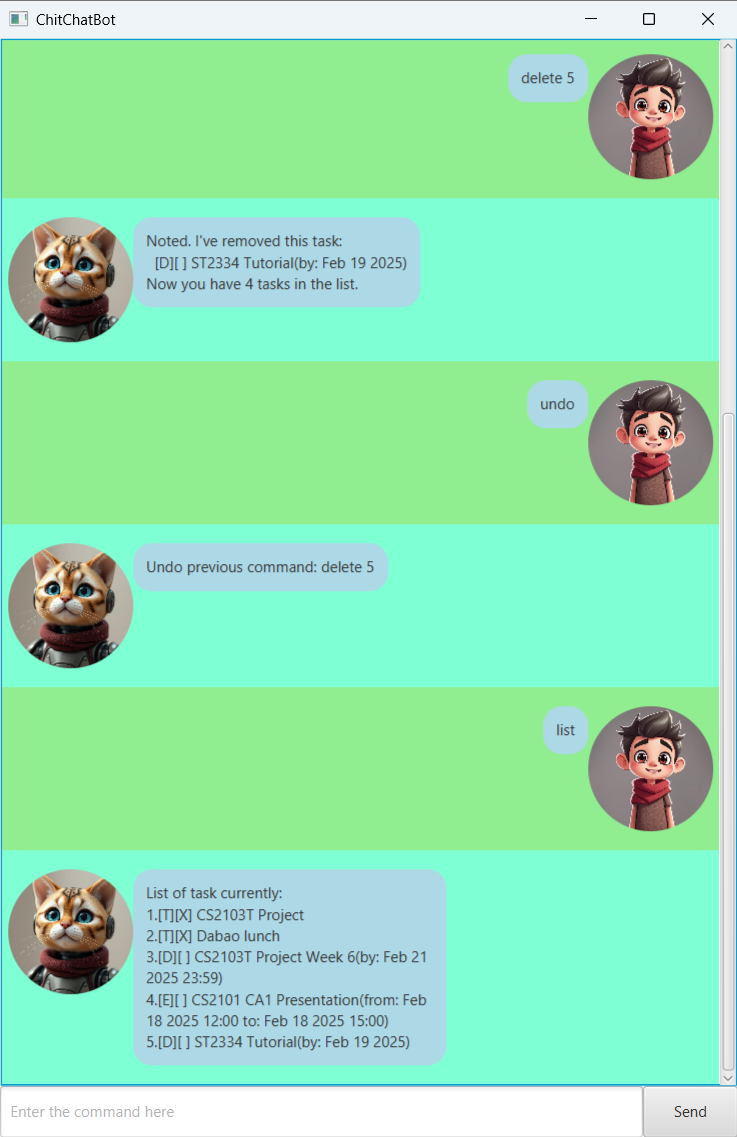 ChitChatBot
delete 5
Noted. I've removed this task:
[D][ ] ST2334 Tutorial(by: Feb 19 2025)
Now you have 4 tasks in the list.
undo
Undo previous command: delete 5
list
List of task currently:
1.[T][X] CS2103T Project
2.[T][X] Dabao lunch
3.[D][ ] CS2103T Project Week 6(by: Feb 21
2025 23:59)
4.[E][ ] CS2101 CA1 Presentation(from: Feb
18 2025 12:00 to: Feb 18 2025 15:00)
5.[D][ ] ST2334 Tutorial(by: Feb 19 2025)
Enter the command here
Send